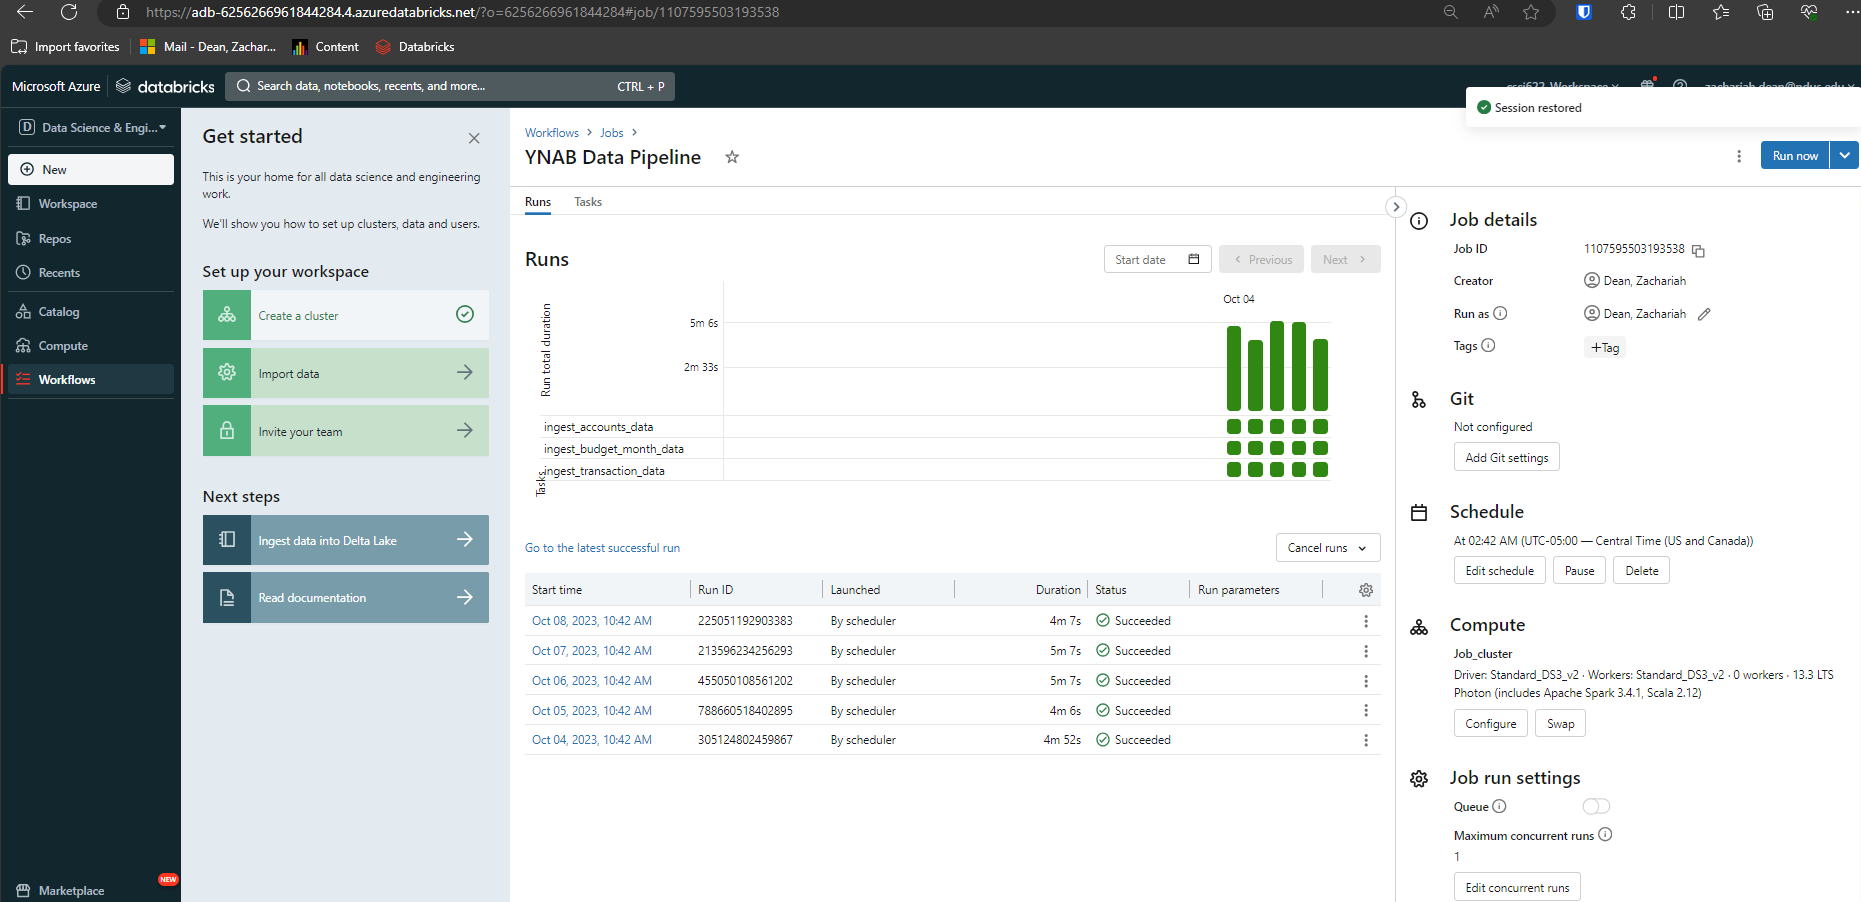 https://adb-6256266961844284.4.azuredatabricks.net/?o=6256266961844284#job/1107595503193538
Import favorites
Mail - Dean, Zachar...
Content
Databricks
Microsoft Azure
databricks
Search data, notebooks, recents, and more...
CTRL + P
csci622-Workspace
zachariah.dean@ndus.edu
Session restored
D
Data Science & Engi...
New
Workspace
Repos
Recents
Catalog
Compute
Workflows
Marketplace
NEW
Get started
This is your home for all data science and engineering
work.
We'll show you how to set up clusters, data and users.
Set up your workspace
Create a cluster
Import data
Invite your team
Next steps
Ingest data into Delta Lake
Read documentation
Workflows > Jobs >
YNAB Data Pipeline
Run now
Runs
Tasks
Runs
Start date
Previous
Next
Oct 04
Run total duration
5m 6s
2m 33s
Tasks
ingest_accounts_data
ingest_budget_month_data
ingest_transaction_data
Go to the latest successful run
Cancel runs
Start time Run ID Launched Duration Status Run parameters
Oct 08, 2023, 10:42 AM 225051192903383 By scheduler 4m 7s Succeeded
Oct 07, 2023, 10:42 AM 213596234256293 By scheduler 5m 7s Succeeded
Oct 06, 2023, 10:42 AM 455050108561202 By scheduler 5m 7s Succeeded
Oct 05, 2023, 10:42 AM 788660518402895 By scheduler 4m 6s Succeeded
Oct 04, 2023, 10:42 AM 305124802459867 By scheduler 4m 52s Succeeded
Job details
Job ID 1107595503193538
Creator Dean, Zachariah
Run as Dean, Zachariah
Tags +Tag
Git
Not configured
Add Git settings
Schedule
At 02:42 AM (UTC-05:00 — Central Time (US and Canada))
Edit schedule
Pause
Delete
Compute
Job_cluster
Driver: Standard_DS3_v2 · Workers: Standard_DS3_v2 · 0 workers · 13.3 LTS
Photon (includes Apache Spark 3.4.1, Scala 2.12)
Configure
Swap
Job run settings
Queue
Maximum concurrent runs
1
Edit concurrent runs